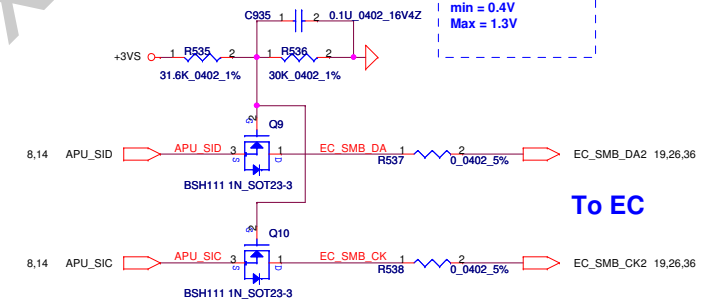 C935 1 2 0.1U_0402_16V4Z
min = 0.4V
Max = 1.3V
+3VS 1 R535 2 1 R536 2
31.6K_0402_1% 30K_0402_1%
2
G
Q9
8,14 APU_SID APU_SID 3 1 EC_SMB_DA 1 2 EC_SMB_DA2 19,26,36
S D R537 0_0402_5%
BSH111 1N_SOT23-3
To EC
2
G
Q10
8,14 APU_SIC APU_SIC 3 1 EC_SMB_CK 1 2 EC_SMB_CK2 19,26,36
S D R538 0_0402_5%
BSH111 1N_SOT23-3